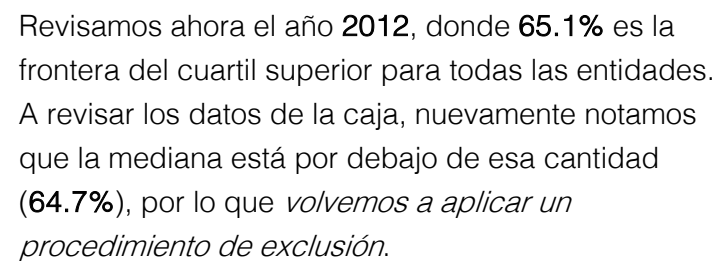 Revisamos ahora el año 2012, donde 65.1% es la
frontera del cuartil superior para todas las entidades.
A revisar los datos de la caja, nuevamente notamos
que la mediana está por debajo de esa cantidad
(64.7%), por lo que volvemos a aplicar un
procedimiento de exclusión.